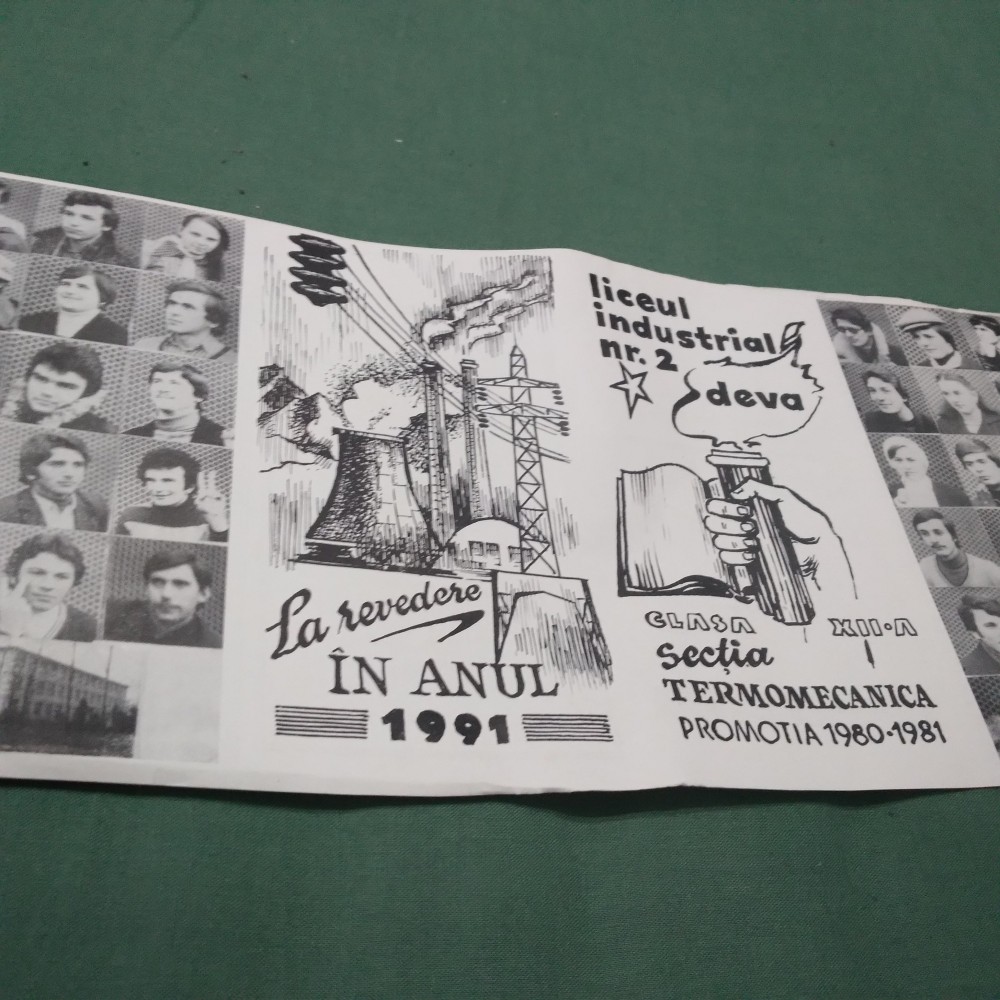 La revedere
ÎN ANUL
1991
liceul
industrial
nr. 2
deva
CLASA XII-A
secția
TERMOMECANICA
PROMOTIA 1980-1981